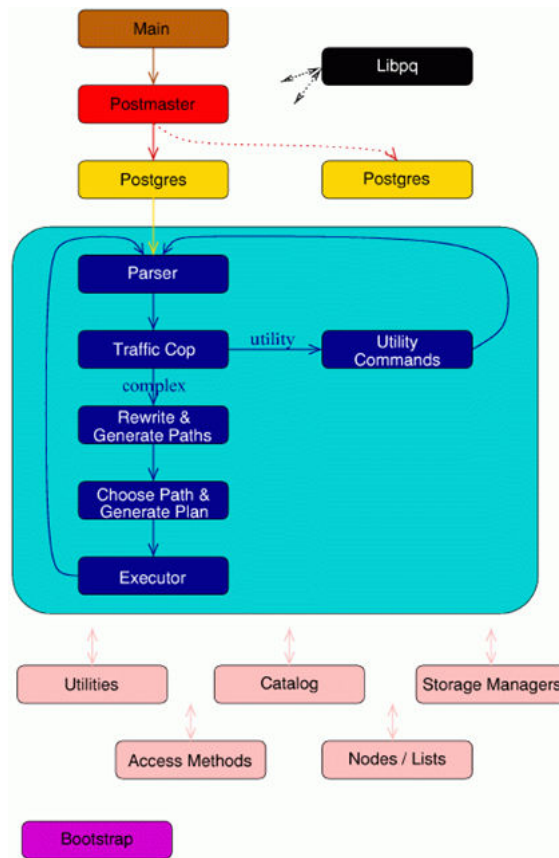 Main
Libpq
Postmaster
Postgres
Postgres
Parser
Traffic Cop
utility
Utility
Commands
complex
Rewrite &
Generate Paths
Choose Path &
Generate Plan
Executor
Utilities
Catalog
Storage Managers
Access Methods
Nodes / Lists
Bootstrap